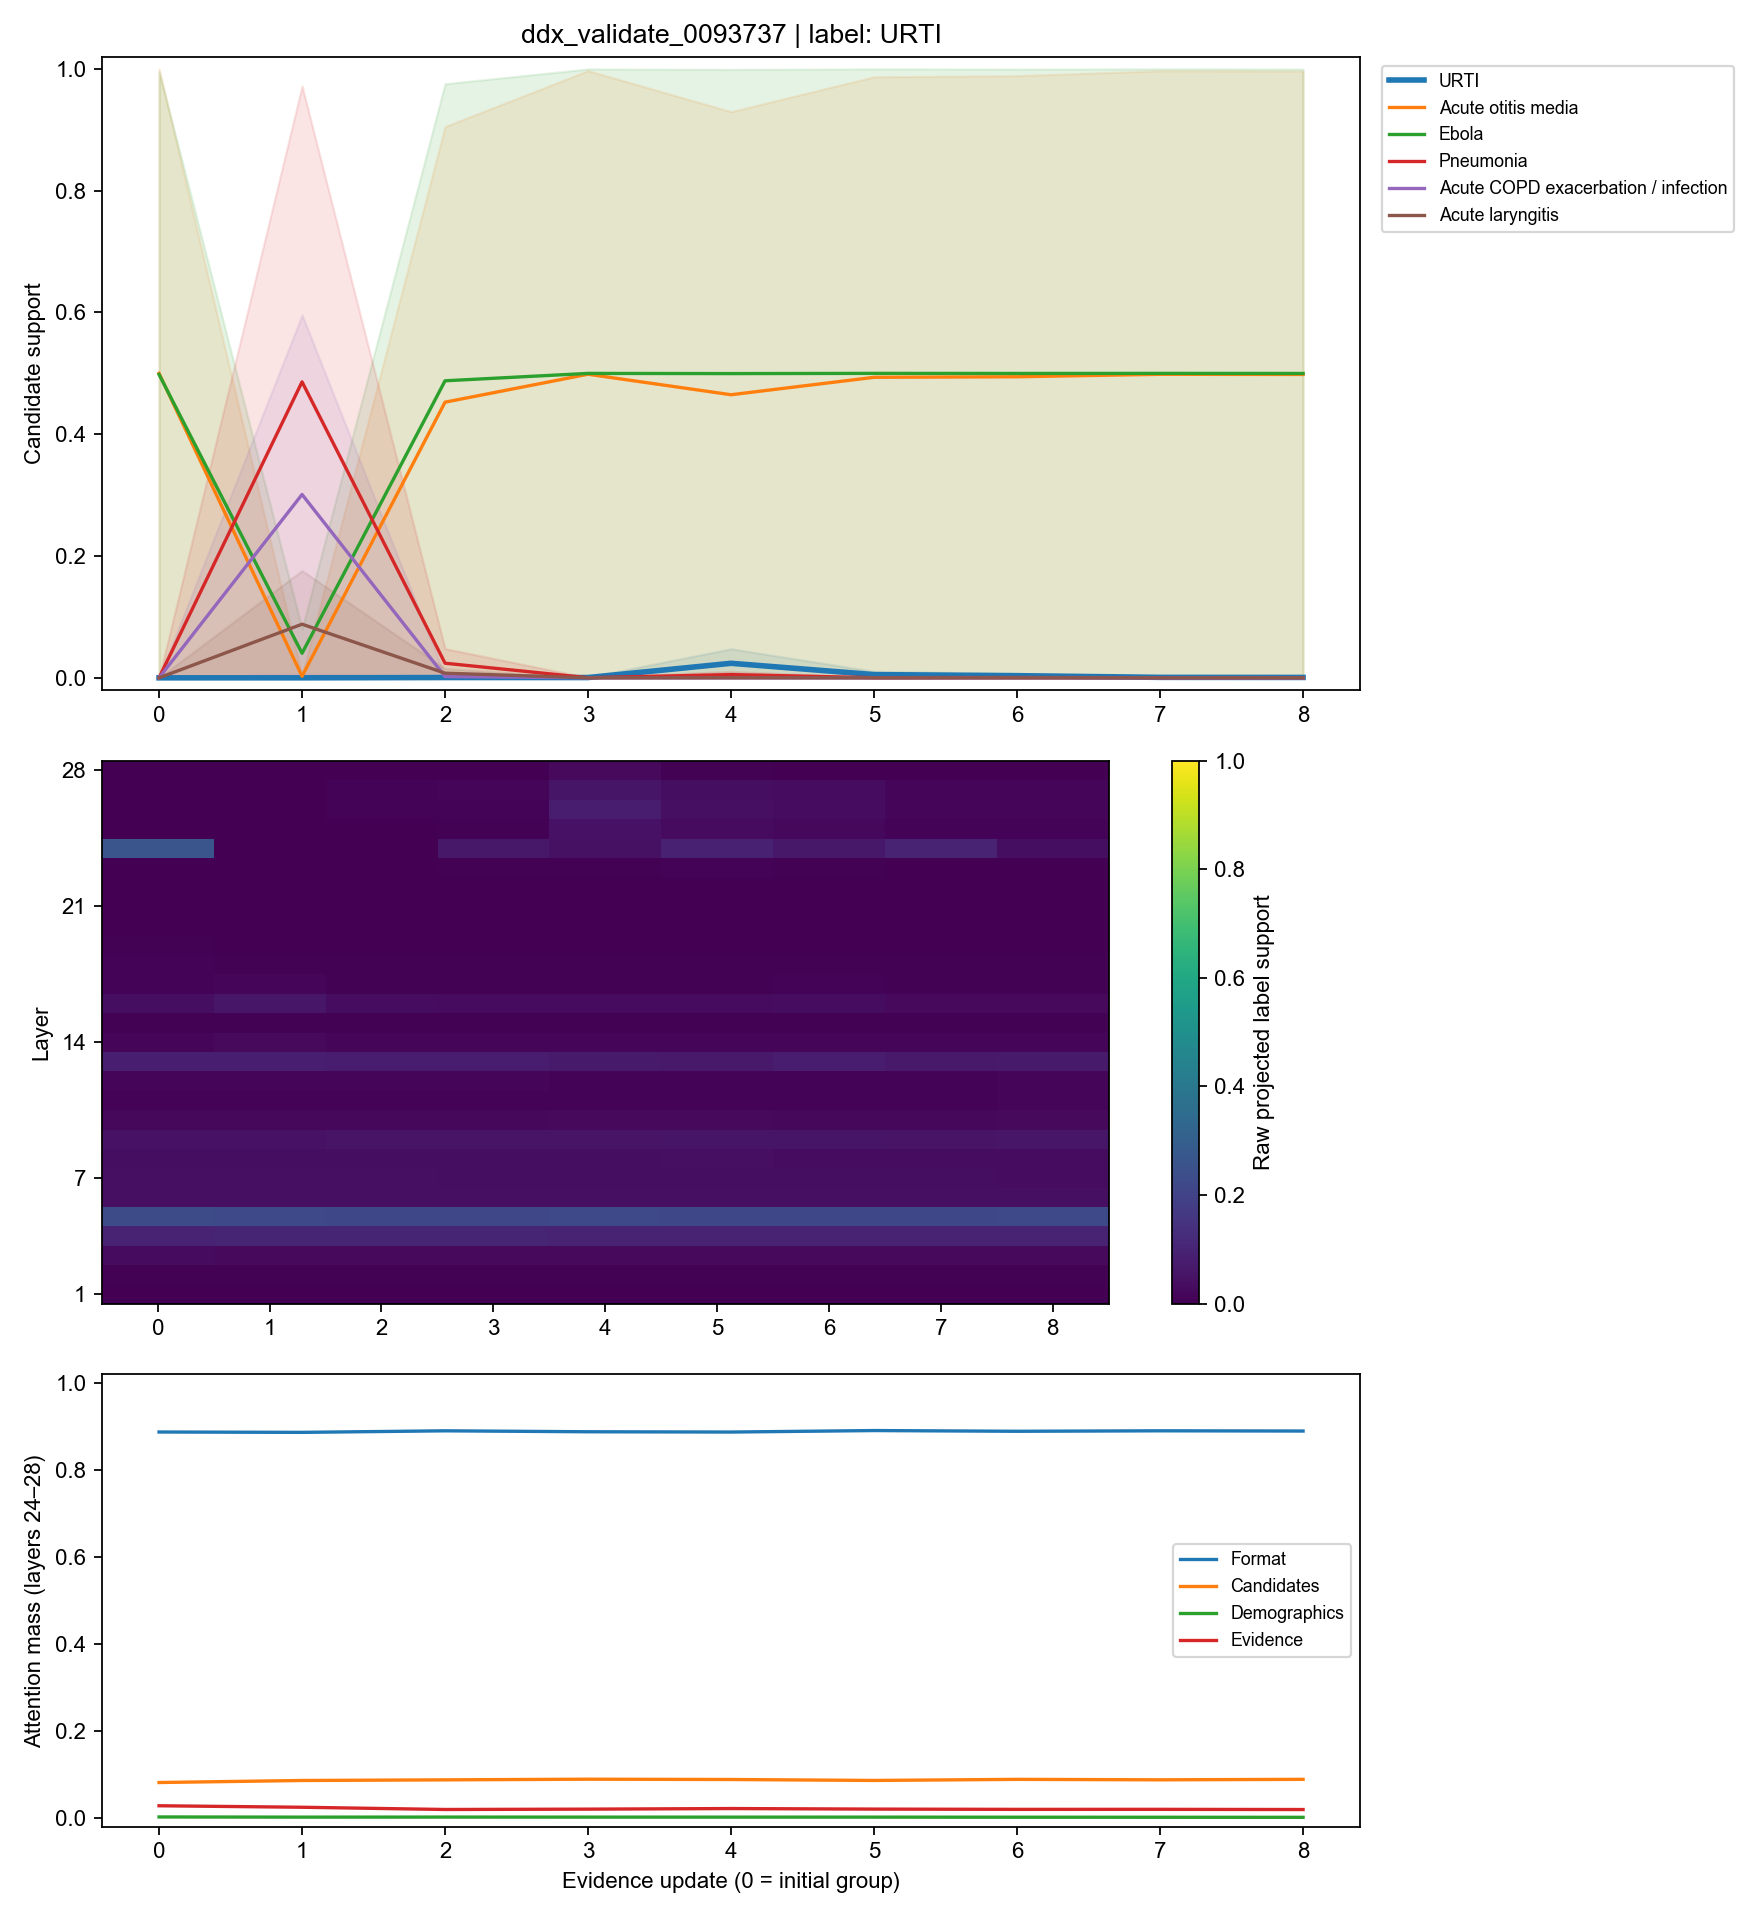 ddx_validate_0093737 | label: URTI
Candidate support
1.0
0.8
0.6
0.4
0.2
0.0
0 1 2 3 4 5 6 7 8
URTI
Acute otitis media
Ebola
Pneumonia
Acute COPD exacerbation / infection
Acute laryngitis
Layer
28
21
14
7
1
0 1 2 3 4 5 6 7 8
1.0
0.8
0.6
0.4
0.2
0.0
Raw projected label support
Attention mass (layers 24–28)
1.0
0.8
0.6
0.4
0.2
0.0
Format
Candidates
Demographics
Evidence
0 1 2 3 4 5 6 7 8
Evidence update (0 = initial group)